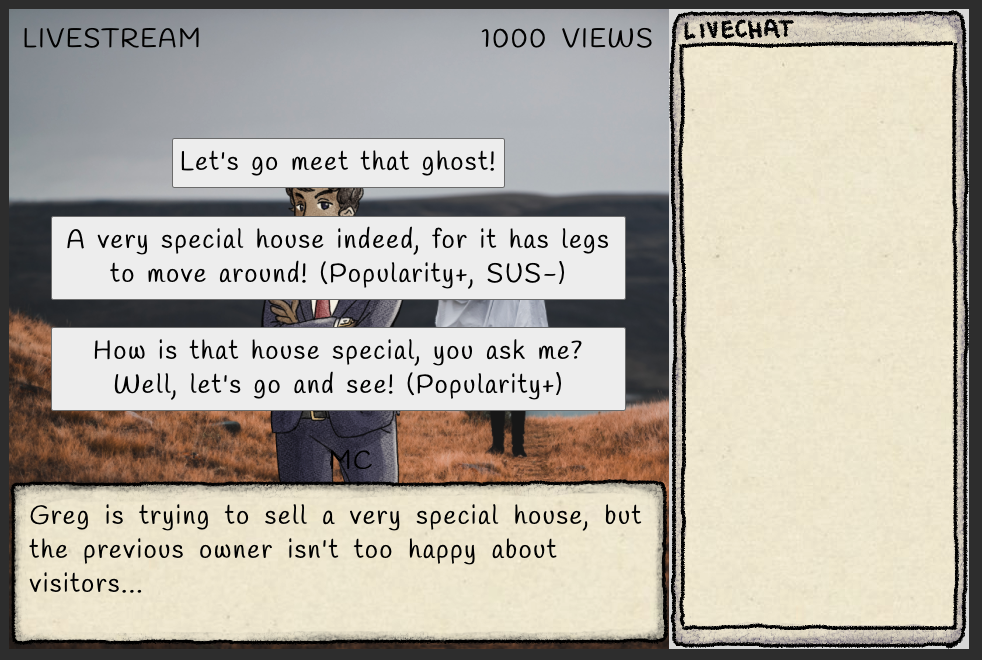 LIVESTREAM
1000 VIEWS
LIVECHAT
Let's go meet that ghost!
A very special house indeed, for it has legs
to move around! (Popularity+, SUS-)
How is that house special, you ask me?
Well, let's go and see! (Popularity+)
MC
Greg is trying to sell a very special house, but
the previous owner isn't too happy about
visitors...